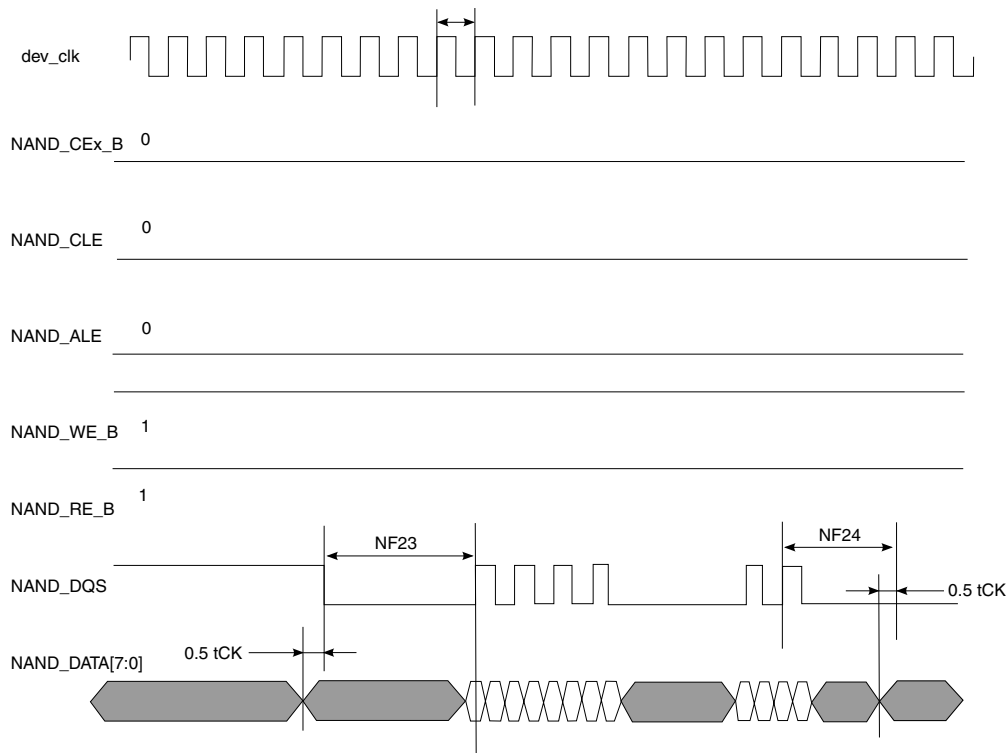 dev_clk
NAND_CEx_B 0
NAND_CLE 0
NAND_ALE 0
NAND_WE_B 1
NAND_RE_B 1
NF23
NF24
NAND_DQS
0.5 tCK
NAND_DATA[7:0]
0.5 tCK